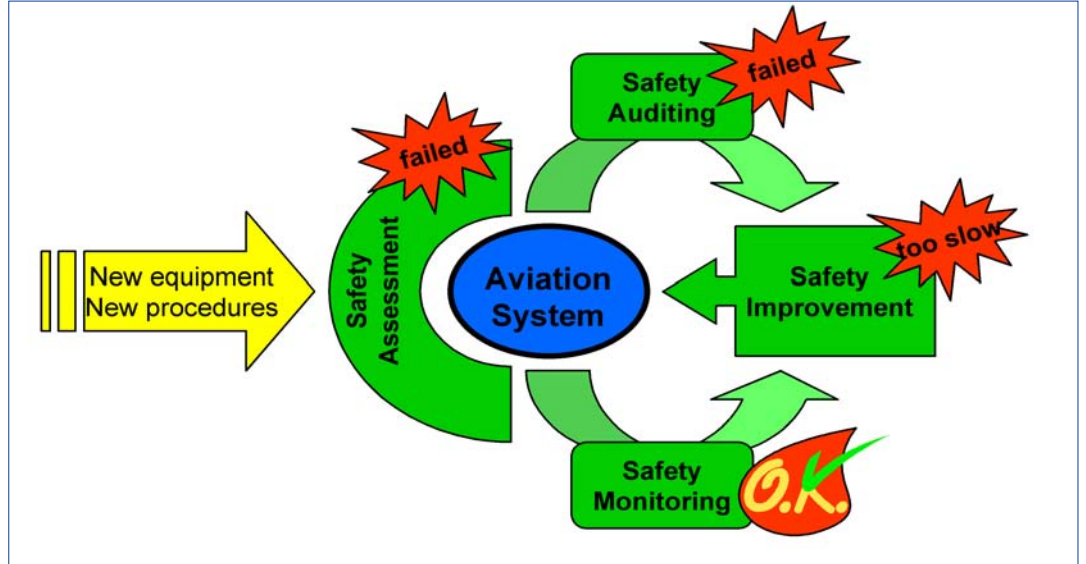 Safety
Auditing
failed
failed
New equipment
New procedures
Safety
Assessment
Aviation
System
Safety
Improvement
too slow
Safety
Monitoring
O.K.